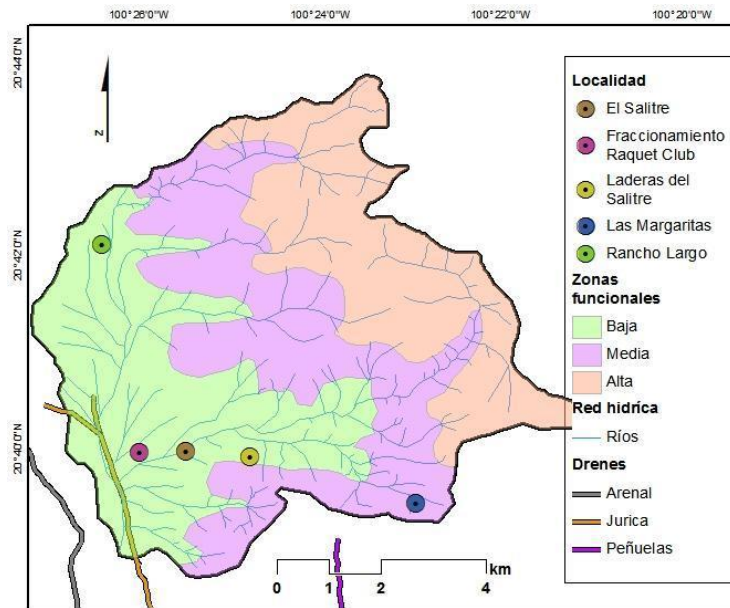 100°26'0"W
100°24'0"W
100°22'0"W
100°20'0"W
20°44'0"N
20°42'0"N
20°40'0"N
N
Localidad
El Salitre
Fraccionamiento
Raquet Club
Laderas del
Salitre
Las Margaritas
Rancho Largo
Zonas
funcionales
Baja
Media
Alta
Red hidríca
Ríos
Drenes
Arenal
Jurica
Peñuelas
km
0 1 2 4